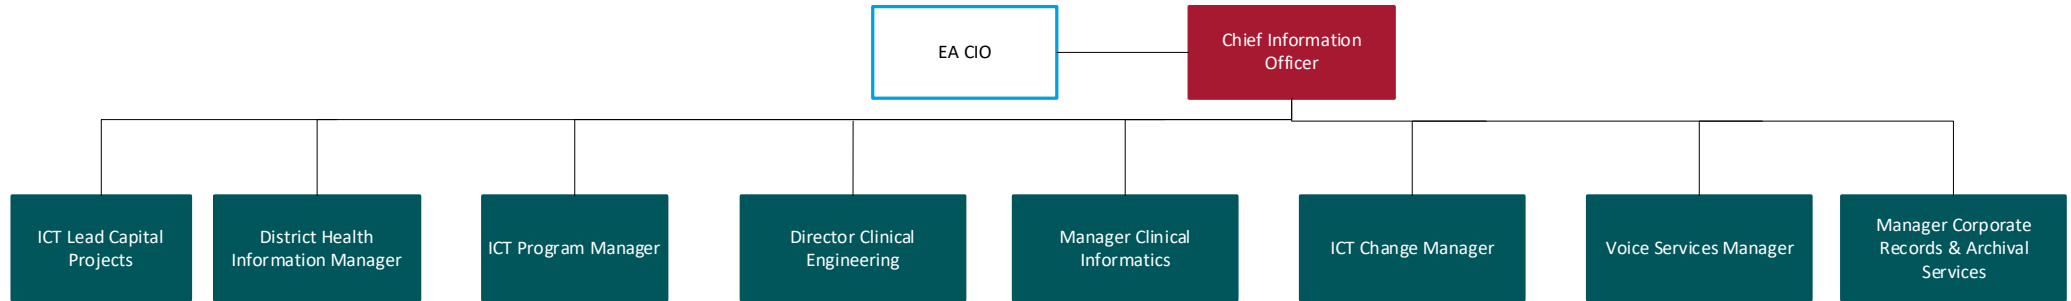 EA CIO
Chief Information
Officer
ICT Lead Capital
Projects
District Health
Information Manager
ICT Program Manager
Director Clinical
Engineering
Manager Clinical
Informatics
ICT Change Manager
Voice Services Manager
Manager Corporate
Records & Archival
Services